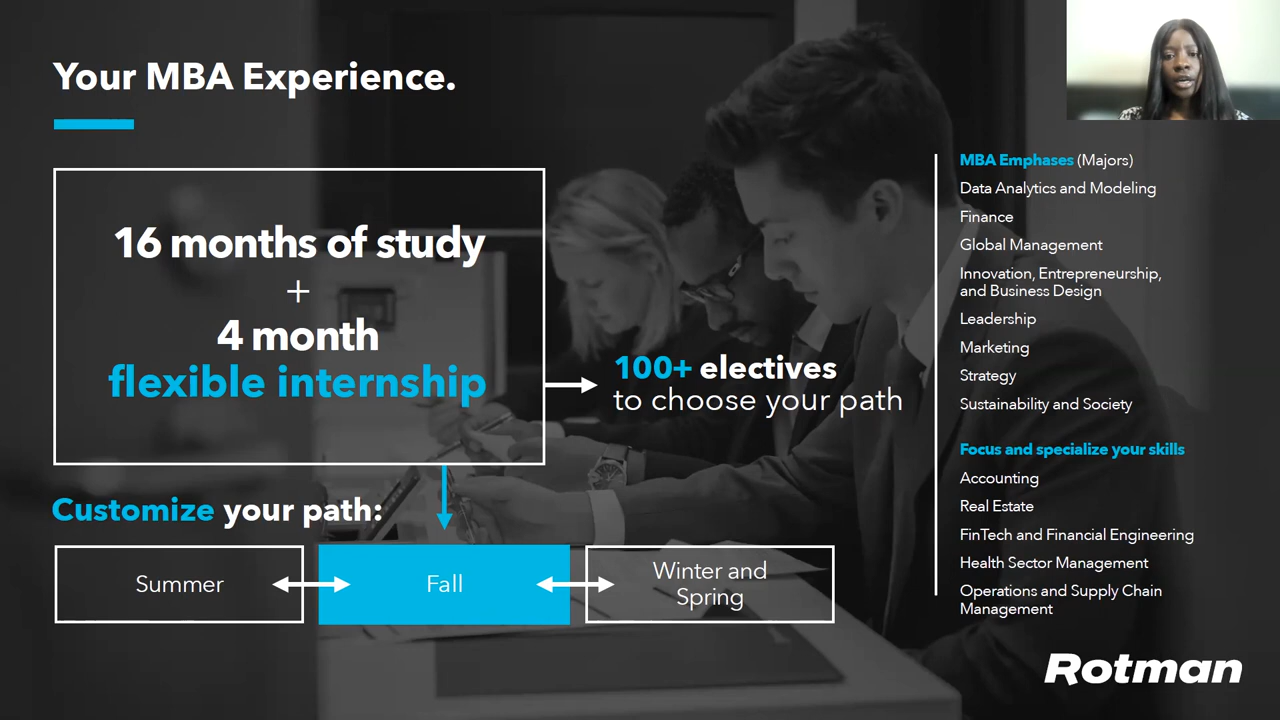 Your MBA Experience.
16 months of study
+
4 month
flexible internship
100+ electives
to choose your path
Customize your path:
Summer
Fall
Winter and
Spring
MBA Emphases (Majors)
Data Analytics and Modeling
Finance
Global Management
Innovation, Entrepreneurship,
and Business Design
Leadership
Marketing
Strategy
Sustainability and Society
Focus and specialize your skills
Accounting
Real Estate
FinTech and Financial Engineering
Health Sector Management
Operations and Supply Chain
Management
Rotman